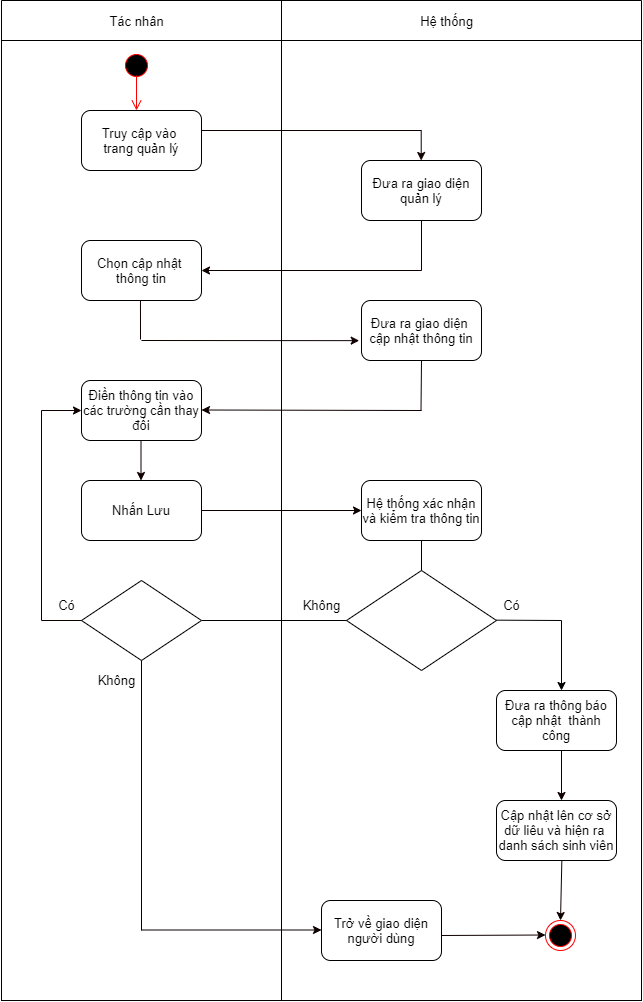 Tác nhân
Hệ thống
Truy cập vào
trang quản lý
Đưa ra giao diện
quản lý
Chọn cập nhật
thông tin
Đưa ra giao diện
cập nhật thông tin
Điền thông tin vào
các trường cần thay
đổi
Nhấn Lưu
Hệ thống xác nhận
và kiểm tra thông tin
Có
Không
Có
Không
Đưa ra thông báo
cập nhật thành
công
Cập nhật lên cơ sở
dữ liêu và hiện ra
danh sách sinh viên
Trở về giao diện
người dùng